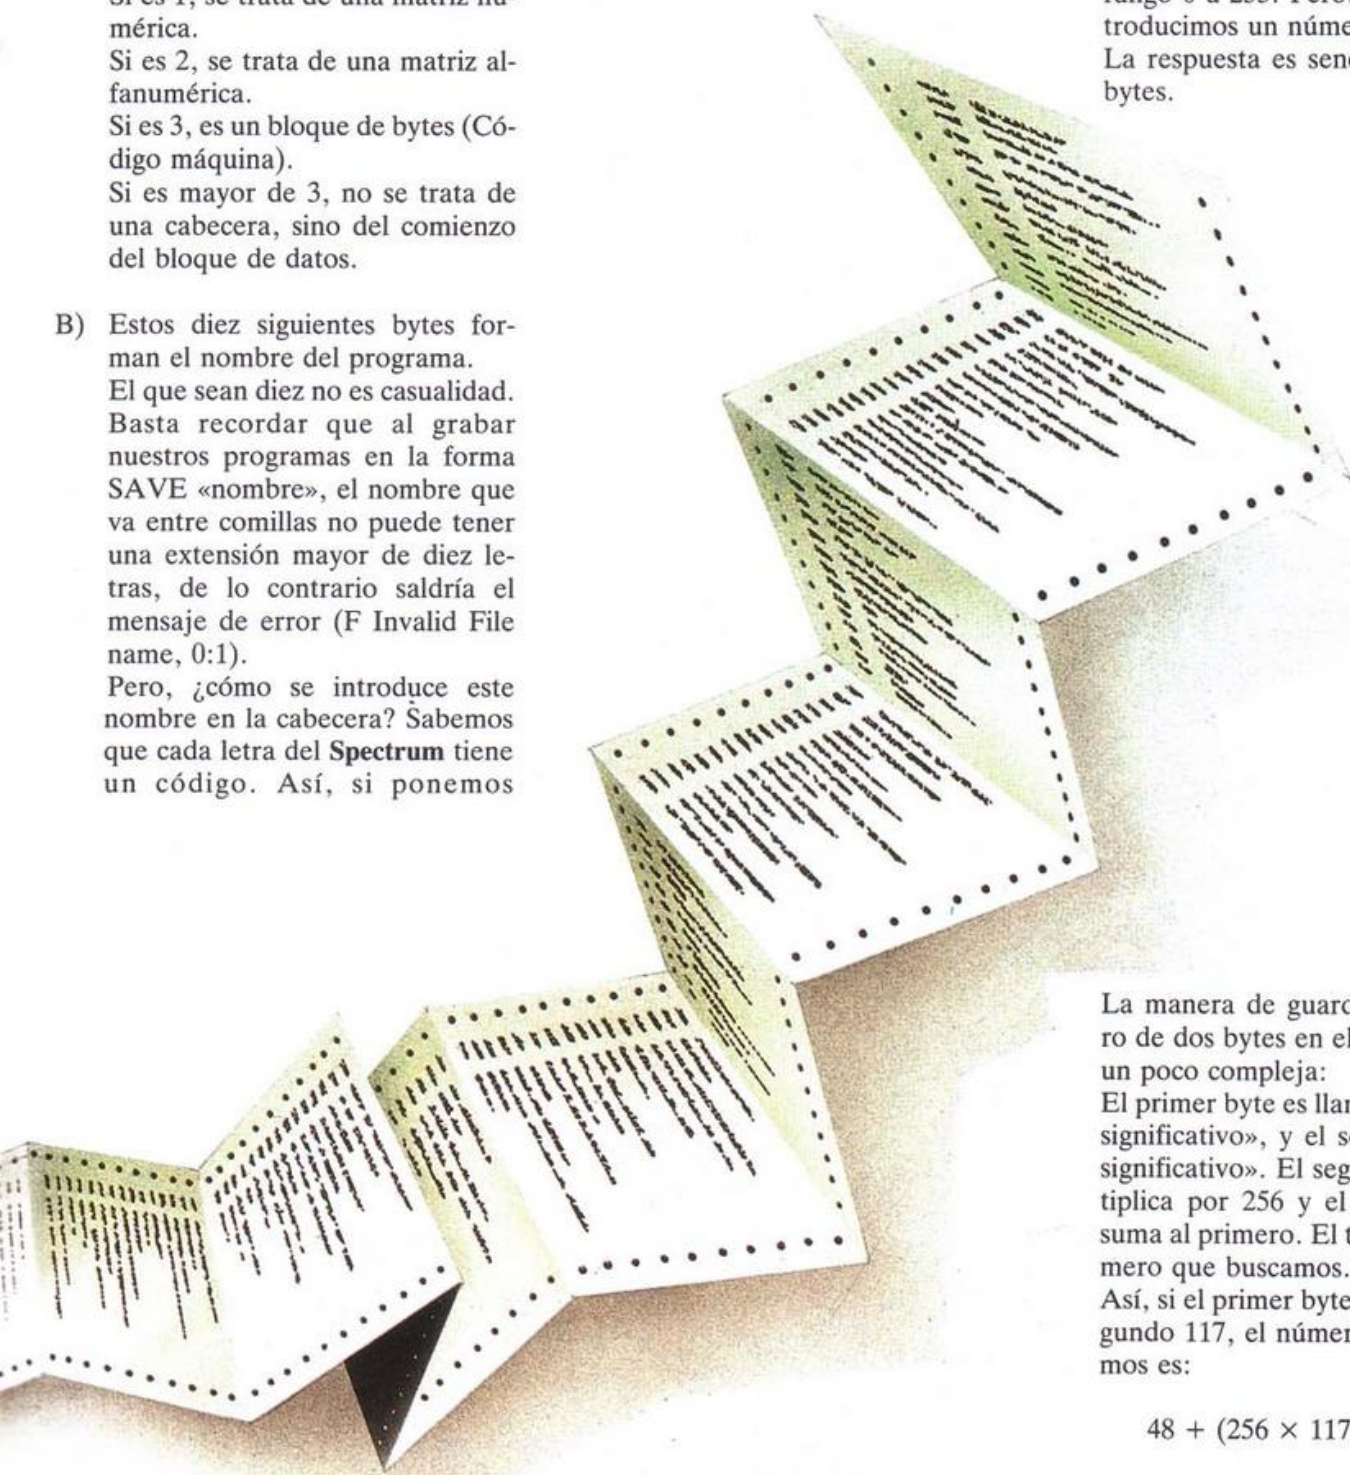 Si es 1, se trata de una matriz nu-
mérica.
Si es 2, se trata de una matriz al-
fanumérica.
Si es 3, es un bloque de bytes (Có-
digo máquina).
Si es mayor de 3, no se trata de
una cabecera, sino del comienzo
del bloque de datos.
B) Estos diez siguientes bytes for-
man el nombre del programa.
El que sean diez no es casualidad.
Basta recordar que al grabar
nuestros programas en la forma
SAVE «nombre», el nombre que
va entre comillas no puede tener
una extensión mayor de diez le-
tras, de lo contrario saldría el
mensaje de error (F Invalid File
name, 0:1).
Pero, ¿cómo se introduce este
nombre en la cabecera? Sabemos
que cada letra del Spectrum tiene
un código. Así, si ponemos
rango 0 a 255. Pero
troducimos un núme
La respuesta es sen
bytes.
La manera de guard
ro de dos bytes en el
un poco compleja:
El primer byte es llar
significativo», y el s
significativo». El seg
tiplica por 256 y el
suma al primero. El t
mero que buscamos.
Así, si el primer byte
gundo 117, el númer
mos es:
48 + (256 × 117